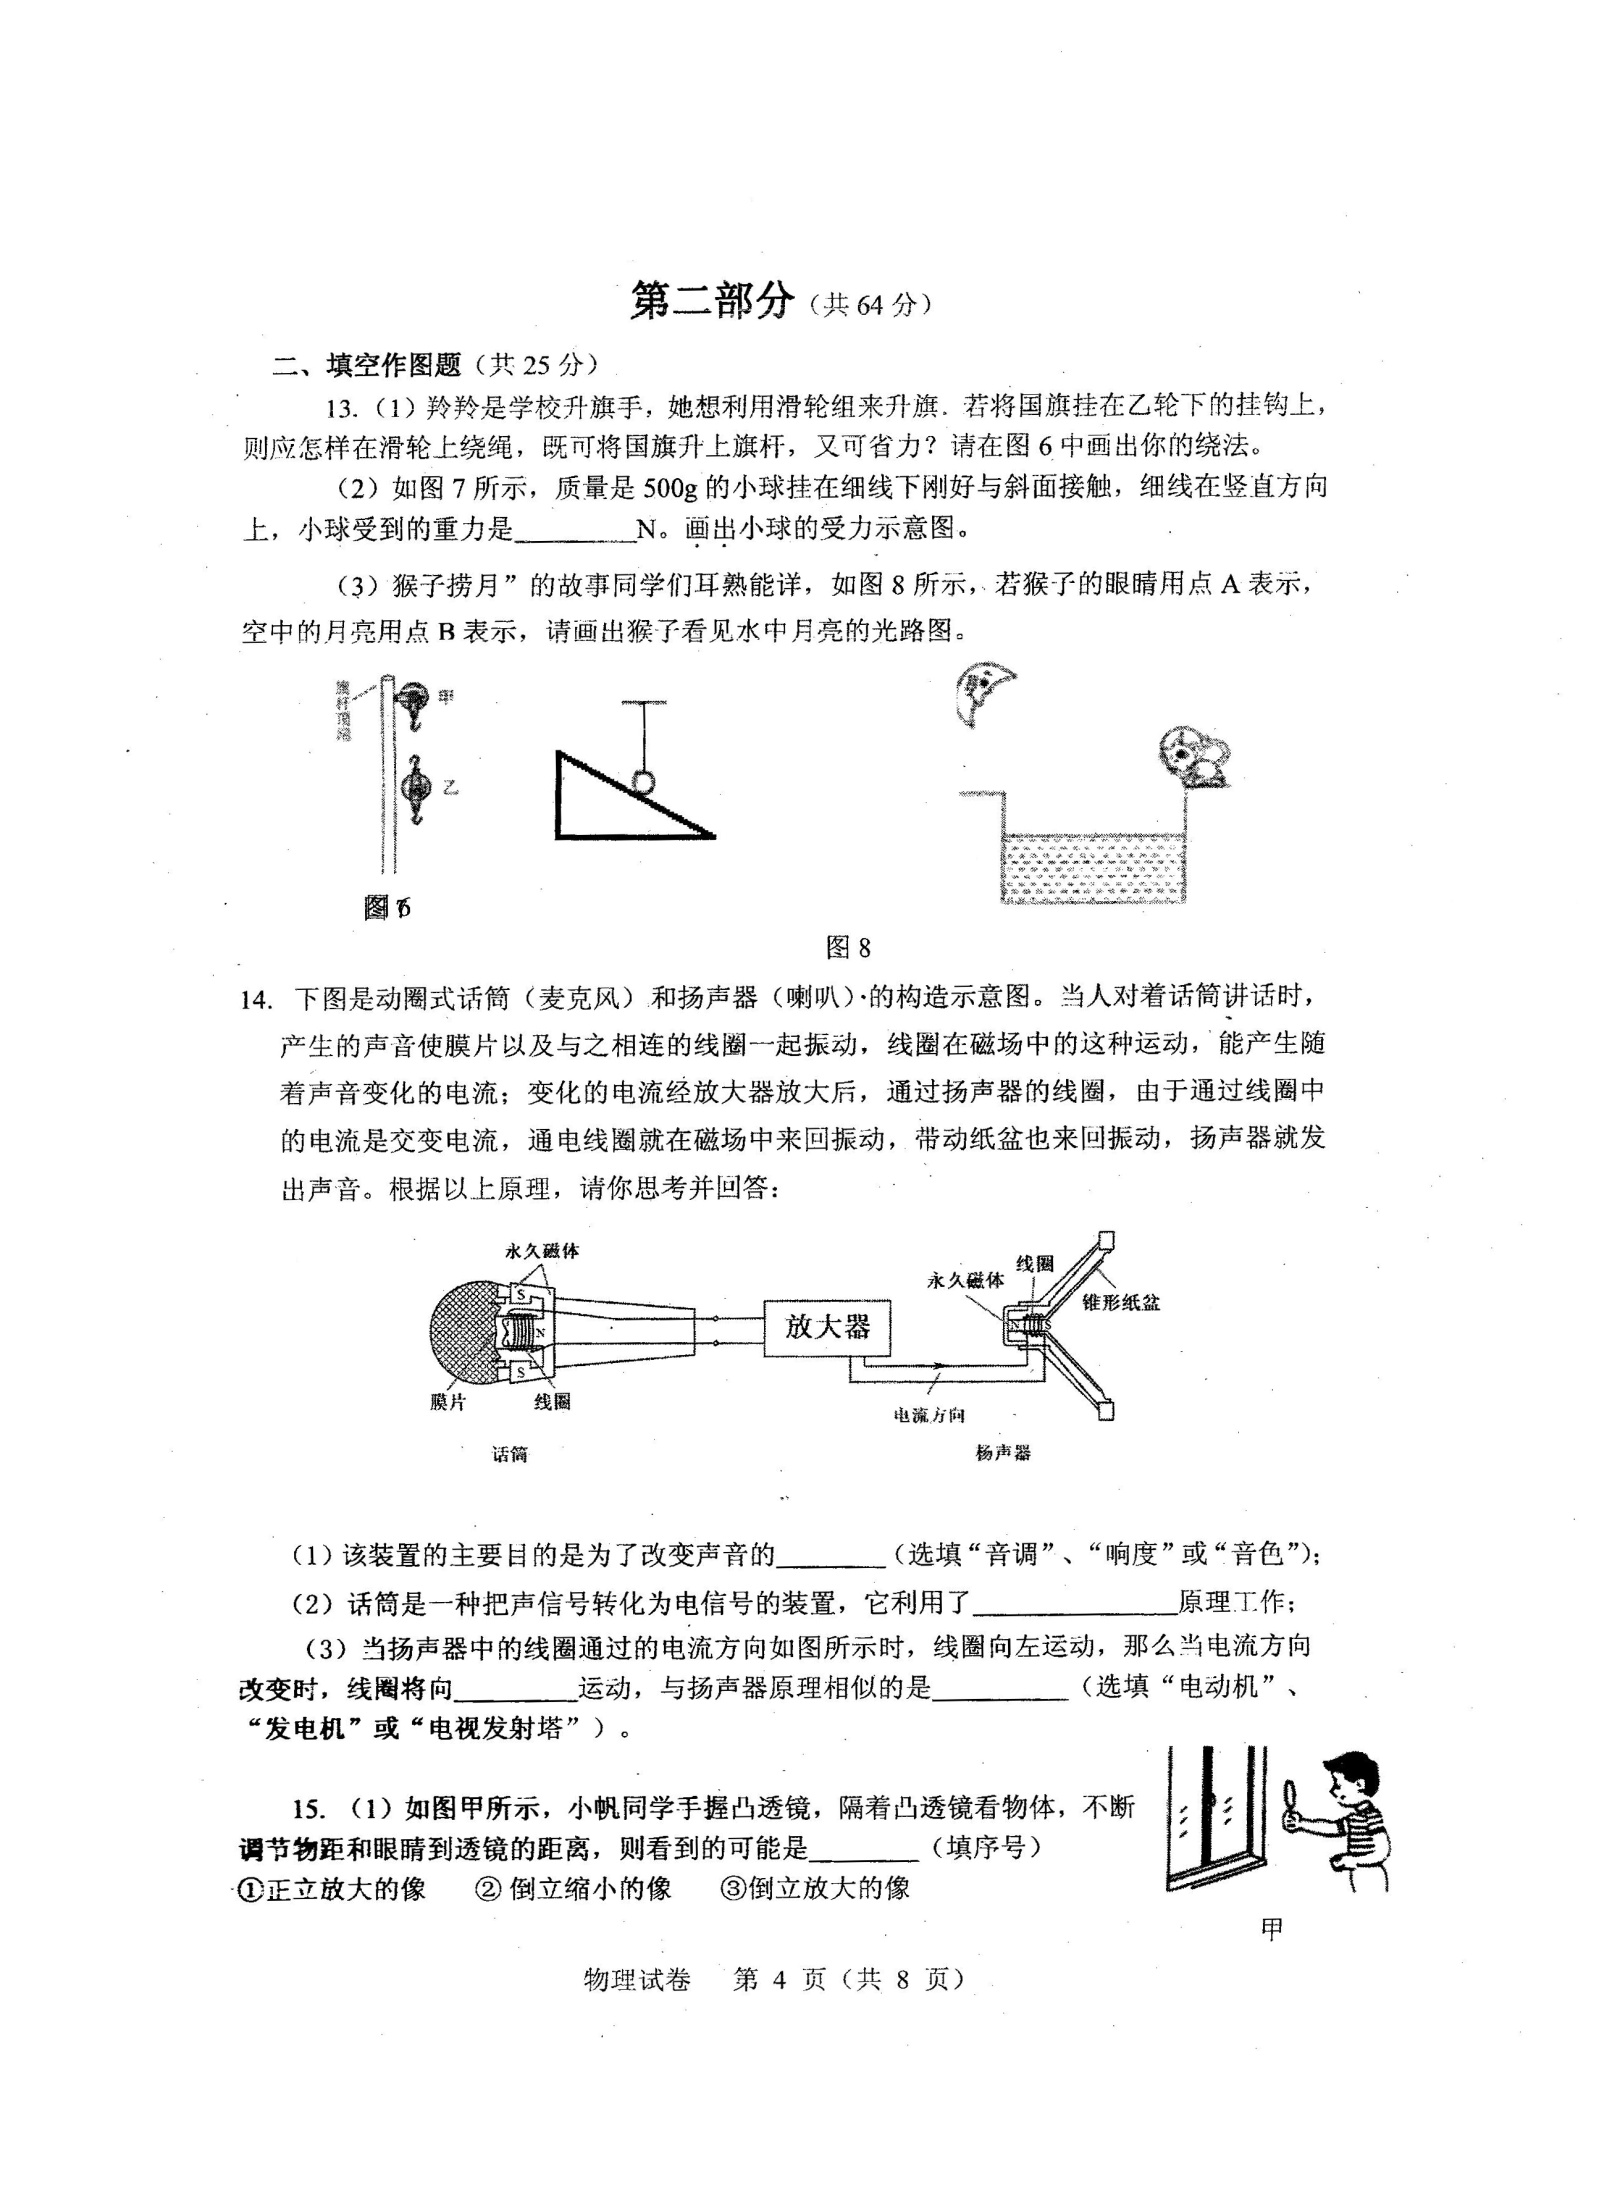 第二部分（共 64 分）
二、填空作图题（共 25 分）
13.（1）羚羚是学校升旗手，她想利用滑轮组来升旗．若将国旗挂在乙轮下的挂钩上，
则应怎样在滑轮上绕绳，既可将国旗升上旗杆，又可省力？请在图 6 中画出你的绕法。
（2）如图 7 所示，质量是 500g 的小球挂在细线下刚好与斜面接触，细线在竖直方向
上，小球受到的重力是________N。画出小球的受力示意图。
（3）猴子捞月”的故事同学们耳熟能详，如图 8 所示，若猴子的眼睛用点 A 表示，
空中的月亮用点 B 表示，请画出猴子看见水中月亮的光路图。
旗杆顶端
甲
乙
图 6
图 8
14. 下图是动圈式话筒（麦克风）和扬声器（喇叭）的构造示意图。当人对着话筒讲话时，
产生的声音使膜片以及与之相连的线圈一起振动，线圈在磁场中的这种运动，能产生随
着声音变化的电流；变化的电流经放大器放大后，通过扬声器的线圈，由于通过线圈中
的电流是交变电流，通电线圈就在磁场中来回振动，带动纸盆也来回振动，扬声器就发
出声音。根据以上原理，请你思考并回答：
永久磁体
S
N
S
膜片
线圈
话筒
放大器
电流方向
永久磁体
线圈
锥形纸盆
N
S
扬声器
（1）该装置的主要目的是为了改变声音的________（选填“音调”、“响度”或“音色”）；
（2）话筒是一种把声信号转化为电信号的装置，它利用了_______________原理工作；
（3）当扬声器中的线圈通过的电流方向如图所示时，线圈向左运动，那么当电流方向
改变时，线圈将向_________运动，与扬声器原理相似的是__________（选填“电动机”、
“发电机”或“电视发射塔”）。
15.（1）如图甲所示，小帆同学手握凸透镜，隔着凸透镜看物体，不断
调节物距和眼睛到透镜的距离，则看到的可能是________（填序号）
①正立放大的像 ② 倒立缩小的像 ③倒立放大的像
甲
物理试卷 第 4 页（共 8 页）